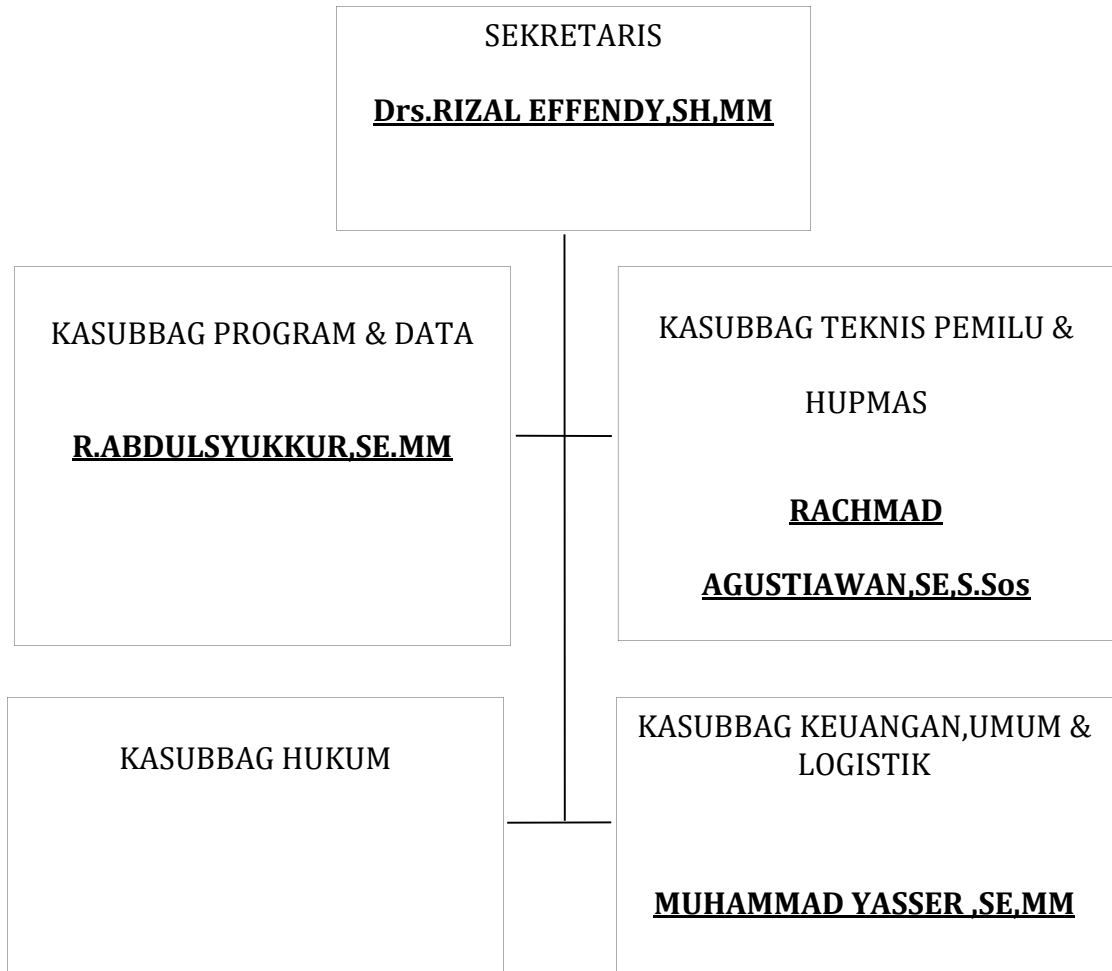 SEKRETARIS
Drs.RIZAL EFFENDY,SH,MM
KASUBBAG PROGRAM & DATA
R.ABDULSYUKKUR,SE.MM
KASUBBAG TEKNIS PEMILU &
HUPMAS
RACHMAD
AGUSTIAWAN,SE,S.Sos
KASUBBAG HUKUM
KASUBBAG KEUANGAN,UMUM &
LOGISTIK
MUHAMMAD YASSER ,SE,MM